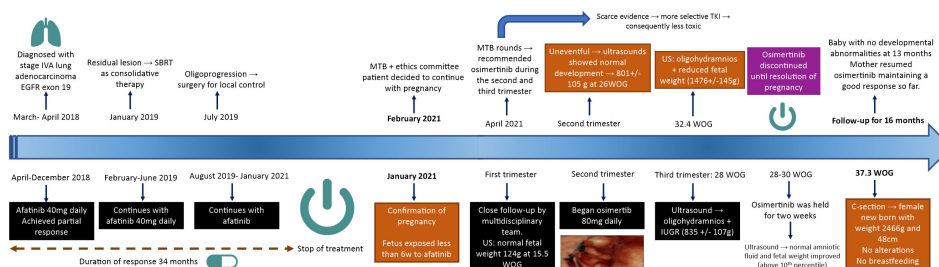 Scarce evidence → more selective TKI →
consequently less toxic
Diagnosed with
stage IVA lung
adenocarcinoma
EGFR exon 19
March- April 2018
Residual lesion → SBRT
as consolidative
therapy
January 2019
Oligoprogression →
surgery for local control
July 2019
MTB + ethics committee
patient decided to continue
with pregnancy
February 2021
MTB rounds →
recommended
osimertinib during
the second and
third trimester
April 2021
Uneventful → ultrasounds
showed normal
development → 801+/-
105 g at 26WOG
Second trimester
US: oligohydramnios
+ reduced fetal
weight (1476+/-145g)
32.4 WOG
Osimertinib
discontinued
until resolution of
pregnancy
Baby with no developmental
abnormalities at 13 months
Mother resumed
osimertinib maintaining a
good response so far.
Follow-up for 16 months
April-December 2018
Afatinib 40mg daily
Achieved partial
response
February-June 2019
Continues with
afatinib 40mg daily
August 2019- January 2021
Continues with
afatinib
Duration of response 34 months
Stop of treatment
January 2021
Confirmation of
pregnancy
Fetus exposed less
than 6w to afatinib
First trimester
Close follow-up by
multidisciplinary
team.
US: normal fetal weight
124g at 15.5
WOG
Second trimester
Began osimertib
80mg daily
Third trimester: 28 WOG
Ultrasound →
oligohydramnios +
IUGR (835 +/- 107g)
28-30 WOG
Osimertinib was held
for two weeks
Ultrasound → normal amniotic
fluid and fetal weight improved
(above 10th percentile)
37.3 WOG
C-section → female
new born with
weight 2466g and
48cm
No alterations
No breastfeeding